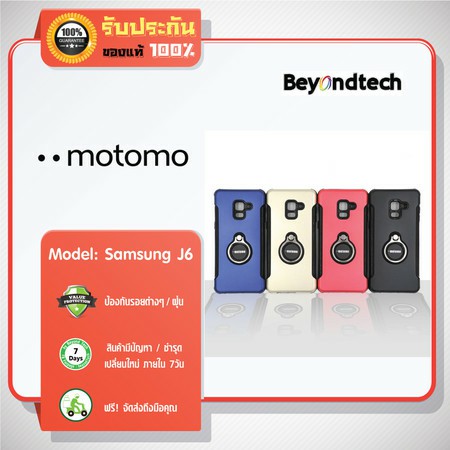 100%
GUARANTEE
รับประกัน
ของแท้ 100%
Beyondtech
motomo
Model: Samsung J6
VALUE
PROTECTION
ป้องกันรอยต่างๆ / ฝุ่น
7
Days
สินค้ามีปัญหา / ชำรุด
เปลี่ยนใหม่ ภายใน 7วัน
ฟรี! จัดส่งถึงมือคุณ